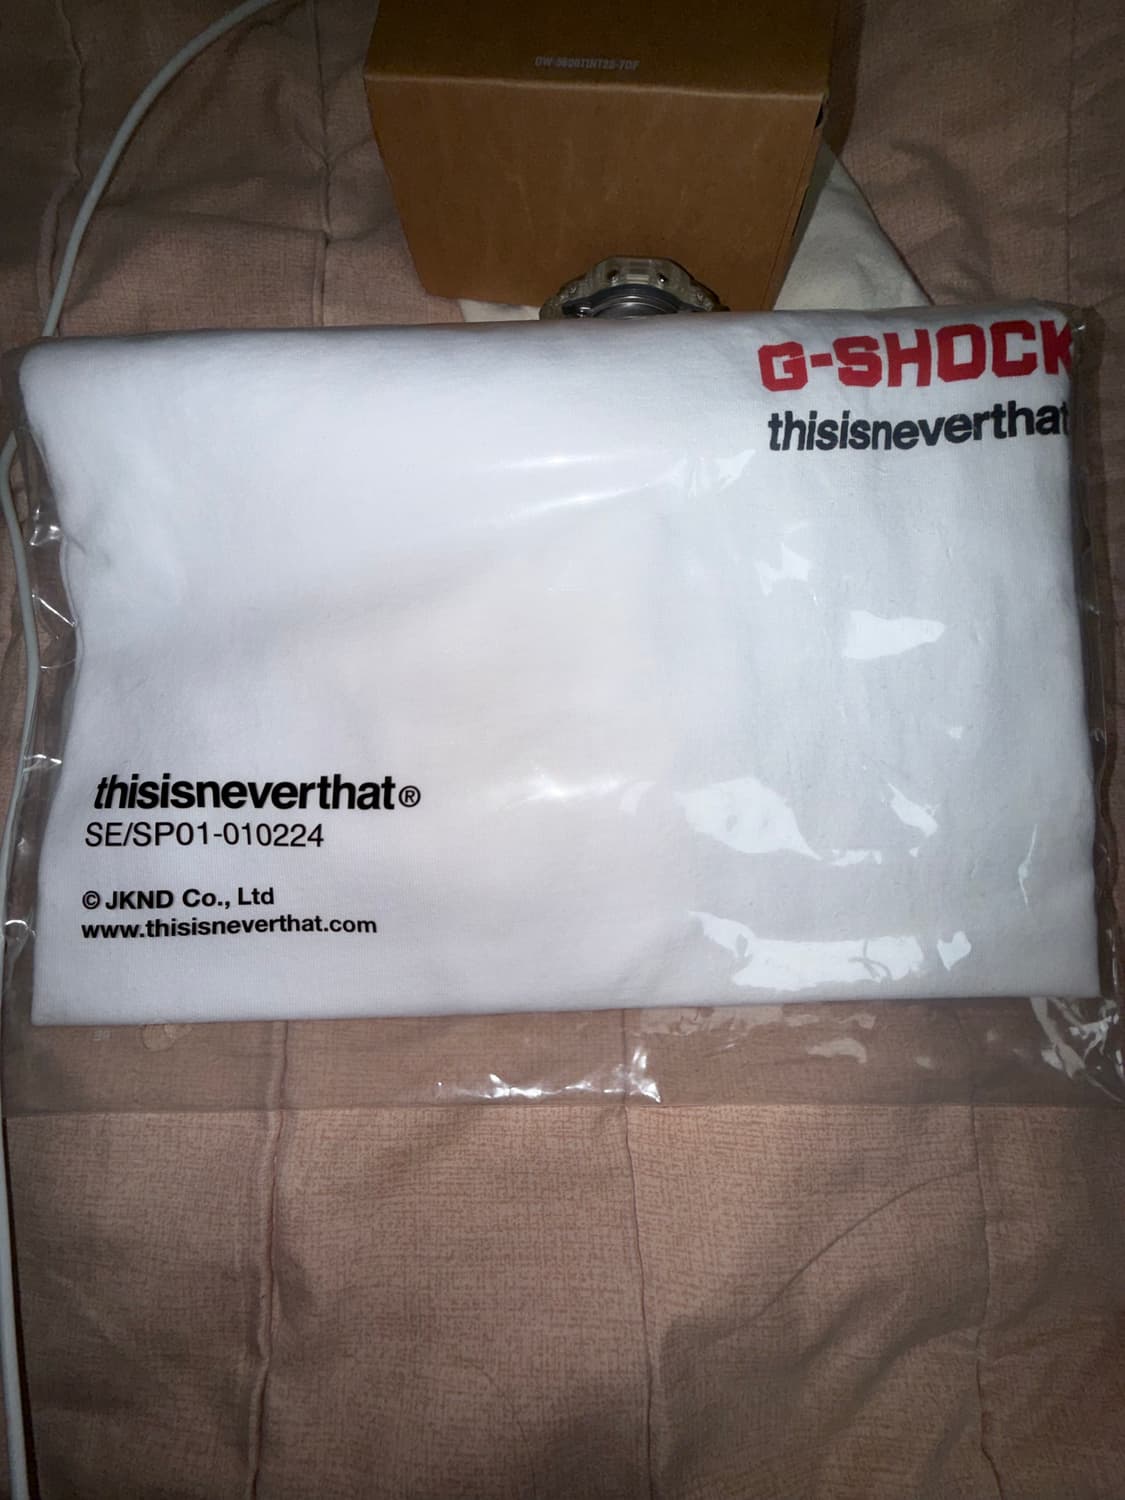 G-SHOCK
thisisneverthat
thisisneverthat®
SE/SP01-010224
© JKND Co., Ltd
www.thisisneverthat.com